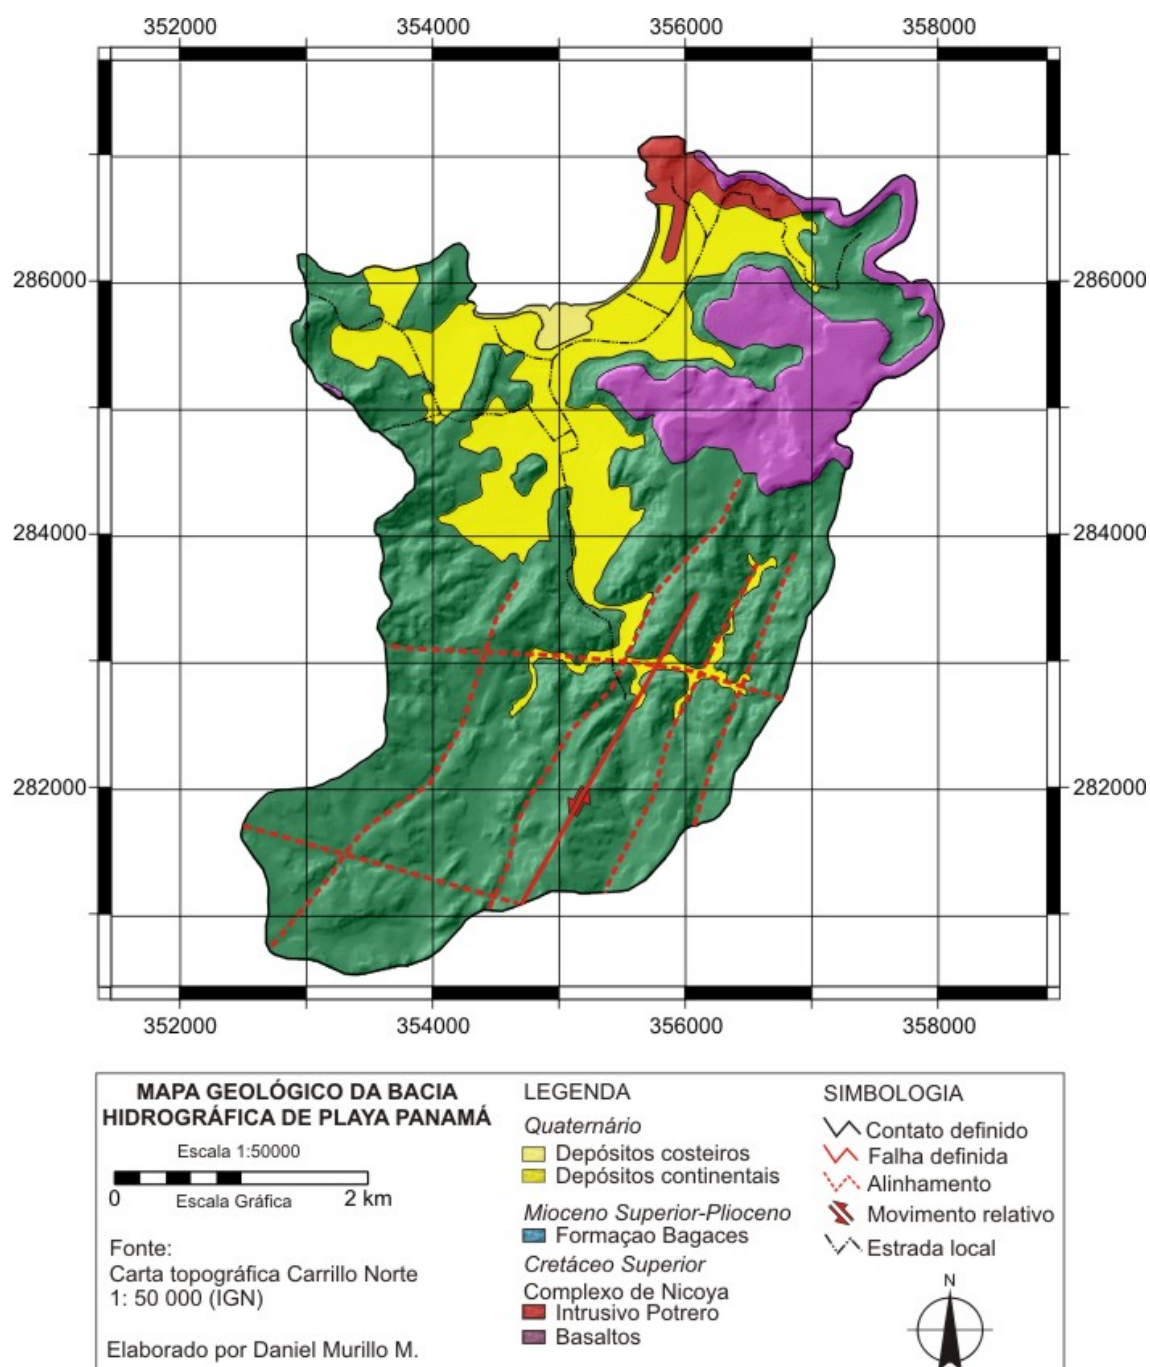 352000 354000 356000 358000
286000 286000
284000 284000
282000 282000
352000 354000 356000 358000
MAPA GEOLÓGICO DA BACIA
HIDROGRÁFICA DE PLAYA PANAMÁ
Escala 1:50000
0 Escala Gráfica 2 km
Fonte:
Carta topográfica Carrillo Norte
1: 50 000 (IGN)
Elaborado por Daniel Murillo M.
LEGENDA
Quaternário
Depósitos costeiros
Depósitos continentais
Mioceno Superior-Plioceno
Formaçao Bagaces
Cretáceo Superior
Complexo de Nicoya
Intrusivo Potrero
Basaltos
SIMBOLOGIA
Contato definido
Falha definida
Alinhamento
Movimento relativo
Estrada local
N